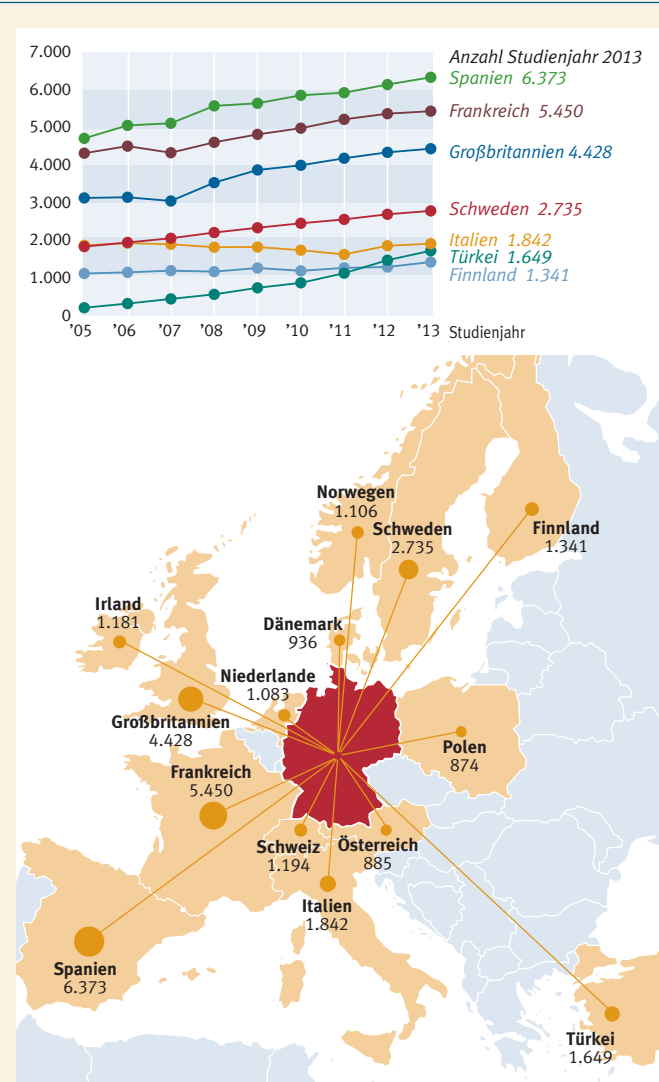 7.000
6.000
5.000
4.000
3.000
2.000
1.000
0
Anzahl Studienjahr 2013
Spanien 6.373
Frankreich 5.450
Großbritannien 4.428
Schweden 2.735
Italien 1.842
Türkei 1.649
Finnland 1.341
’05 ’06 ’07 ’08 ’09 ’10 ’11 ’12 ’13 Studienjahr
Norwegen
1.106
Schweden
2.735
Finnland
1.341
Irland
1.181
Dänemark
936
Niederlande
1.083
Großbritannien
4.428
Polen
874
Frankreich
5.450
Schweiz
1.194
Österreich
885
Italien
1.842
Spanien
6.373
Türkei
1.649